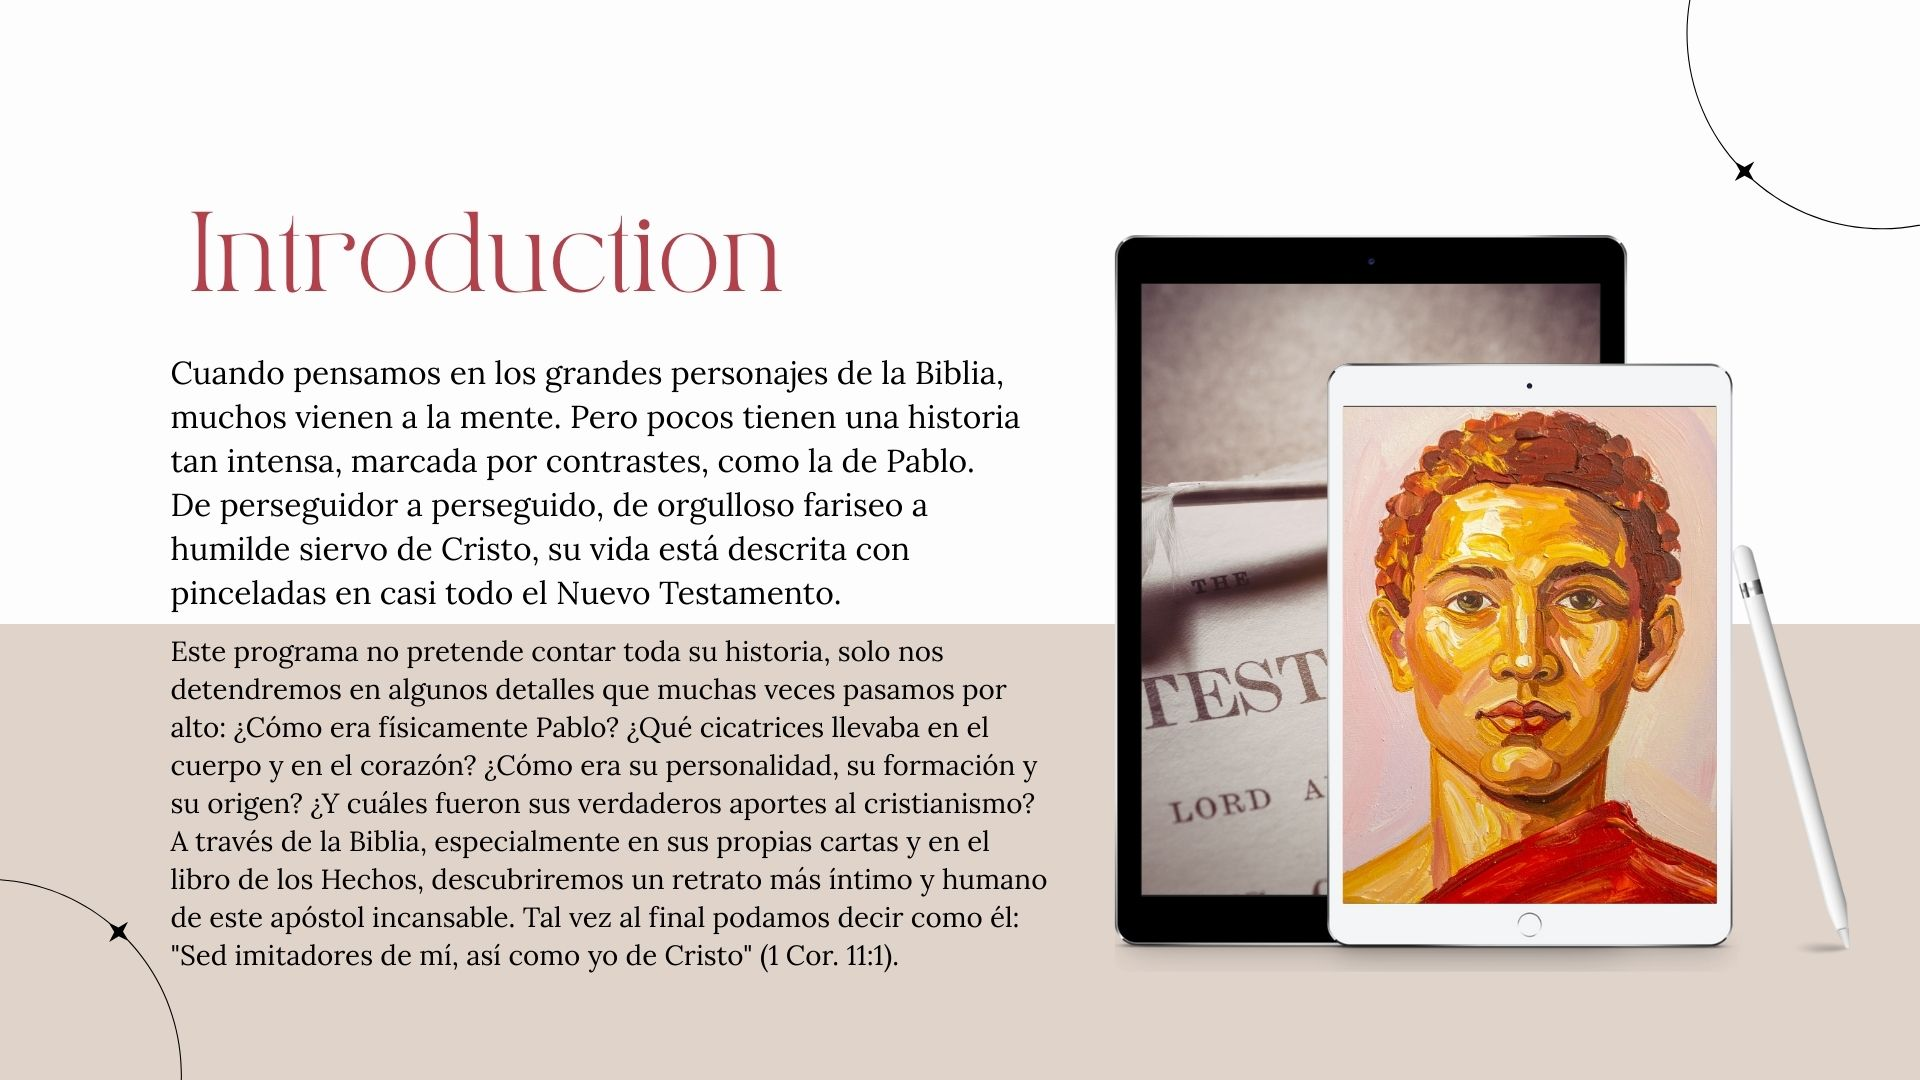 Introduction
Cuando pensamos en los grandes personajes de la Biblia,
muchos vienen a la mente. Pero pocos tienen una historia
tan intensa, marcada por contrastes, como la de Pablo.
De perseguidor a perseguido, de orgulloso fariseo a
humilde siervo de Cristo, su vida está descrita con
pinceladas en casi todo el Nuevo Testamento.
Este programa no pretende contar toda su historia, solo nos
detendremos en algunos detalles que muchas veces pasamos por
alto: ¿Cómo era físicamente Pablo? ¿Qué cicatrices llevaba en el
cuerpo y en el corazón? ¿Cómo era su personalidad, su formación y
su origen? ¿Y cuáles fueron sus verdaderos aportes al cristianismo?
A través de la Biblia, especialmente en sus propias cartas y en el
libro de los Hechos, descubriremos un retrato más íntimo y humano
de este apóstol incansable. Tal vez al final podamos decir como él:
"Sed imitadores de mí, así como yo de Cristo" (1 Cor. 11:1).
THE
TEST
LORD